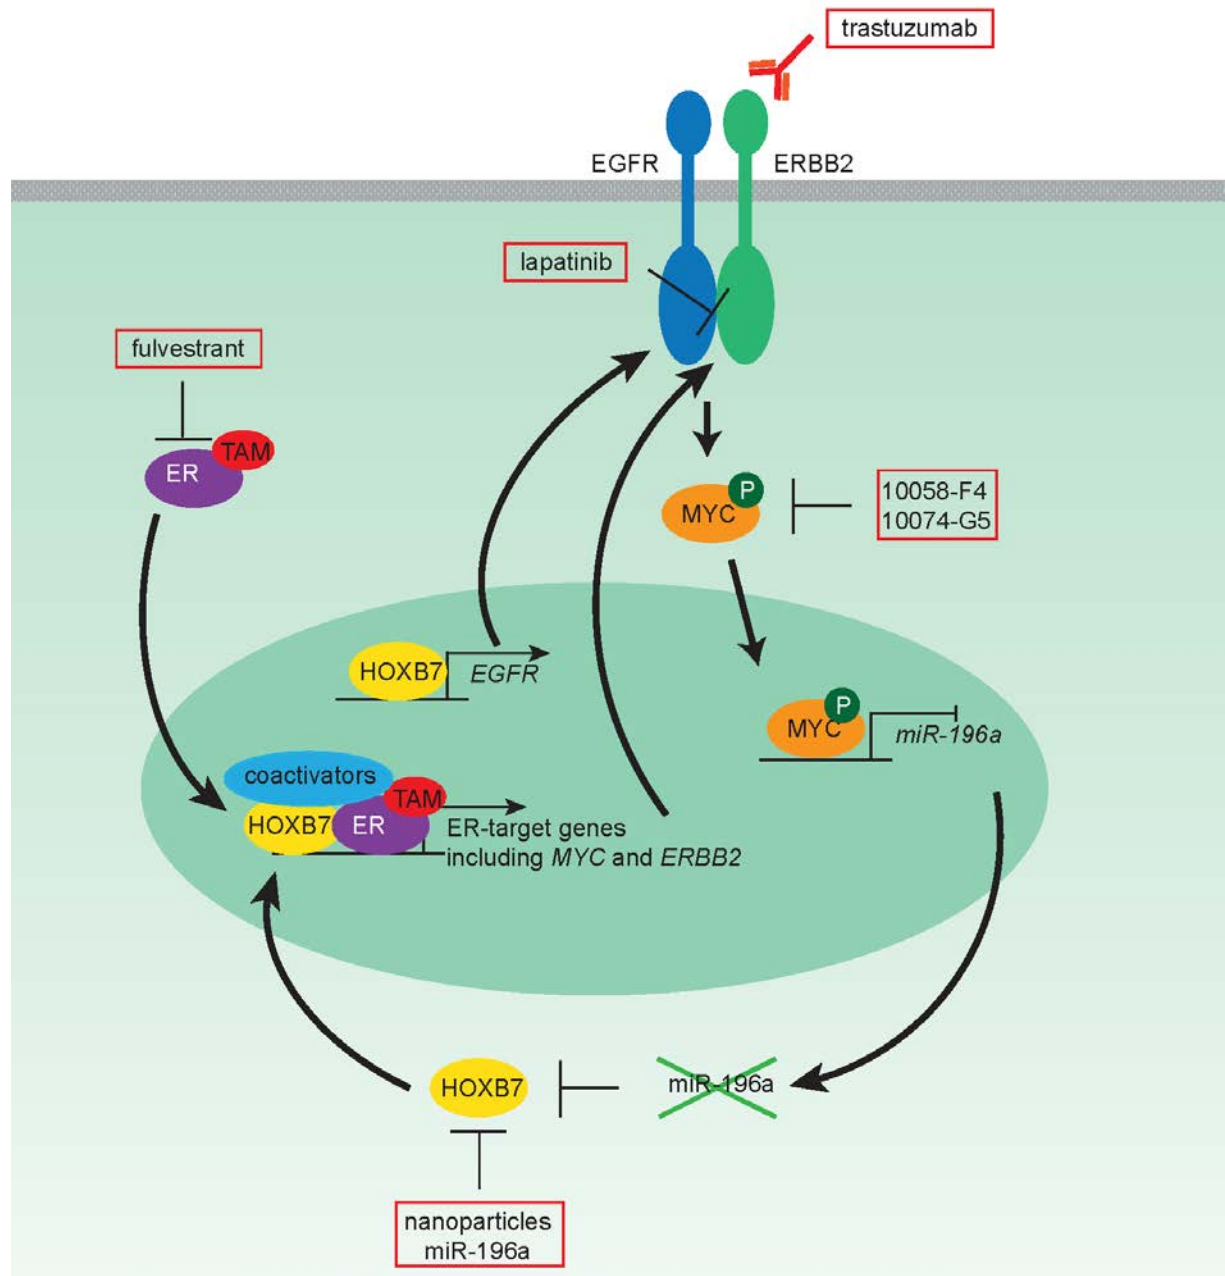 trastuzumab
EGFR
ERBB2
lapatinib
fulvestrant
TAM
ER
P
MYC
10058-F4
10074-G5
HOXB7
EGFR
P
MYC
miR-196a
coactivators
TAM
HOXB7
ER
ER-target genes
including MYC and ERBB2
HOXB7
miR-196a
nanoparticles
miR-196a